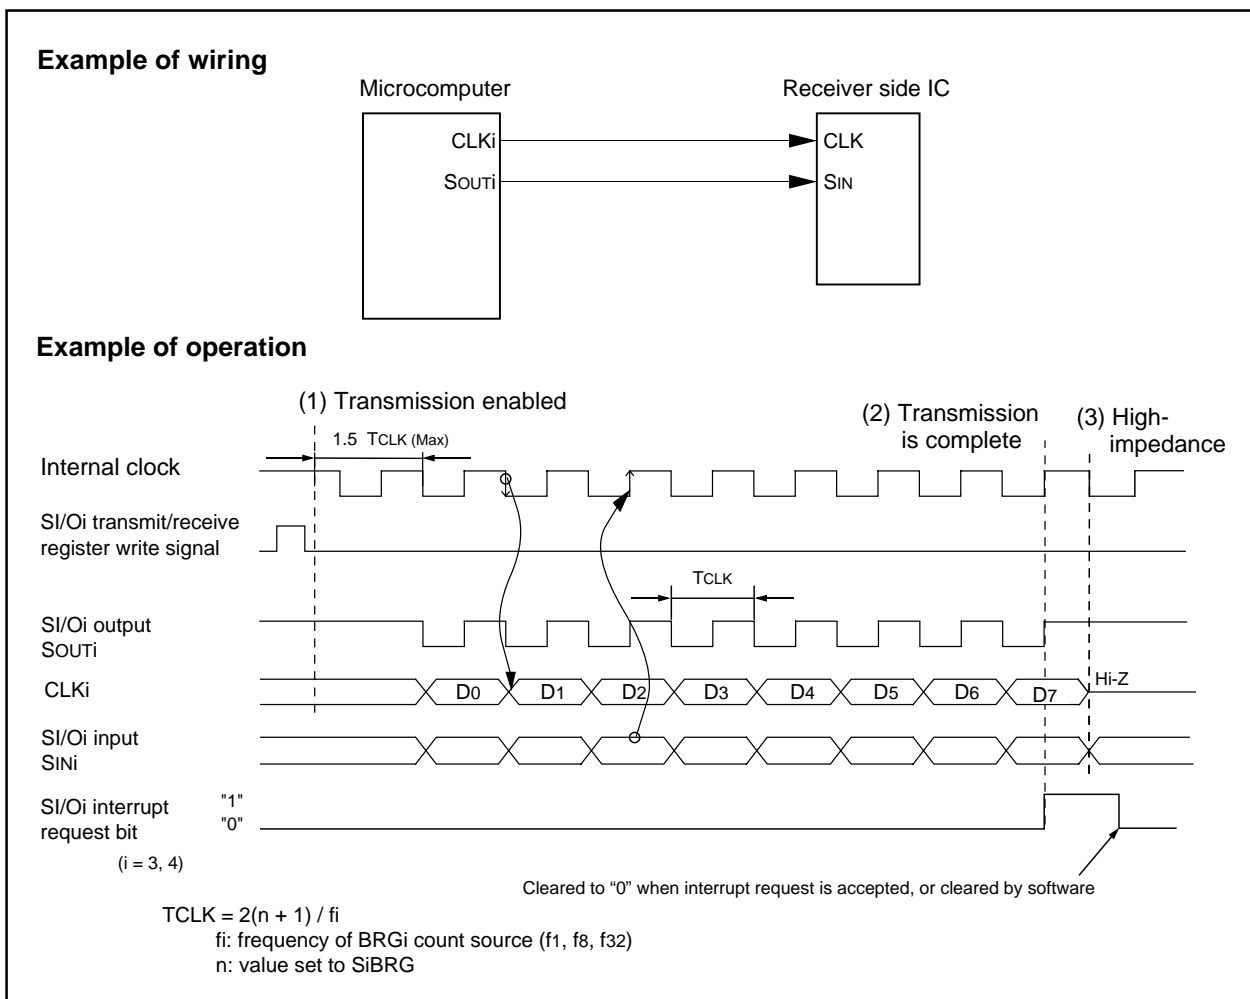 Example of wiring
Microcomputer
Receiver side IC
CLKi
CLK
SOUTi
SIN
Example of operation
(1) Transmission enabled
(2) Transmission
is complete
(3) High-
impedance
1.5 TCLK (Max)
Internal clock
SI/Oi transmit/receive
register write signal
TCLK
SI/Oi output
SOUTi
CLKi
D0 D1 D2 D3 D4 D5 D6 D7
Hi-Z
SI/Oi input
SINi
SI/Oi interrupt
request bit
"1"
"0"
(i = 3, 4)
Cleared to “0” when interrupt request is accepted, or cleared by software
TCLK = 2(n + 1) / fi
fi: frequency of BRGi count source (f1, f8, f32)
n: value set to SiBRG